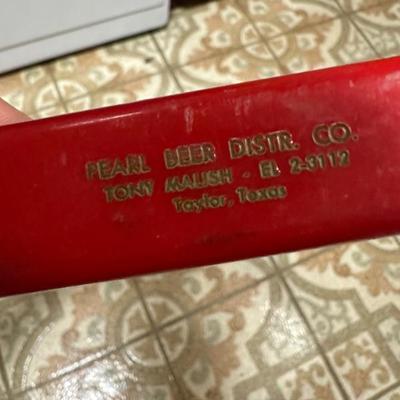 PEARL BEER DISTR. CO.
TONY MALISH - EL 2-3112
Taylor, Texas